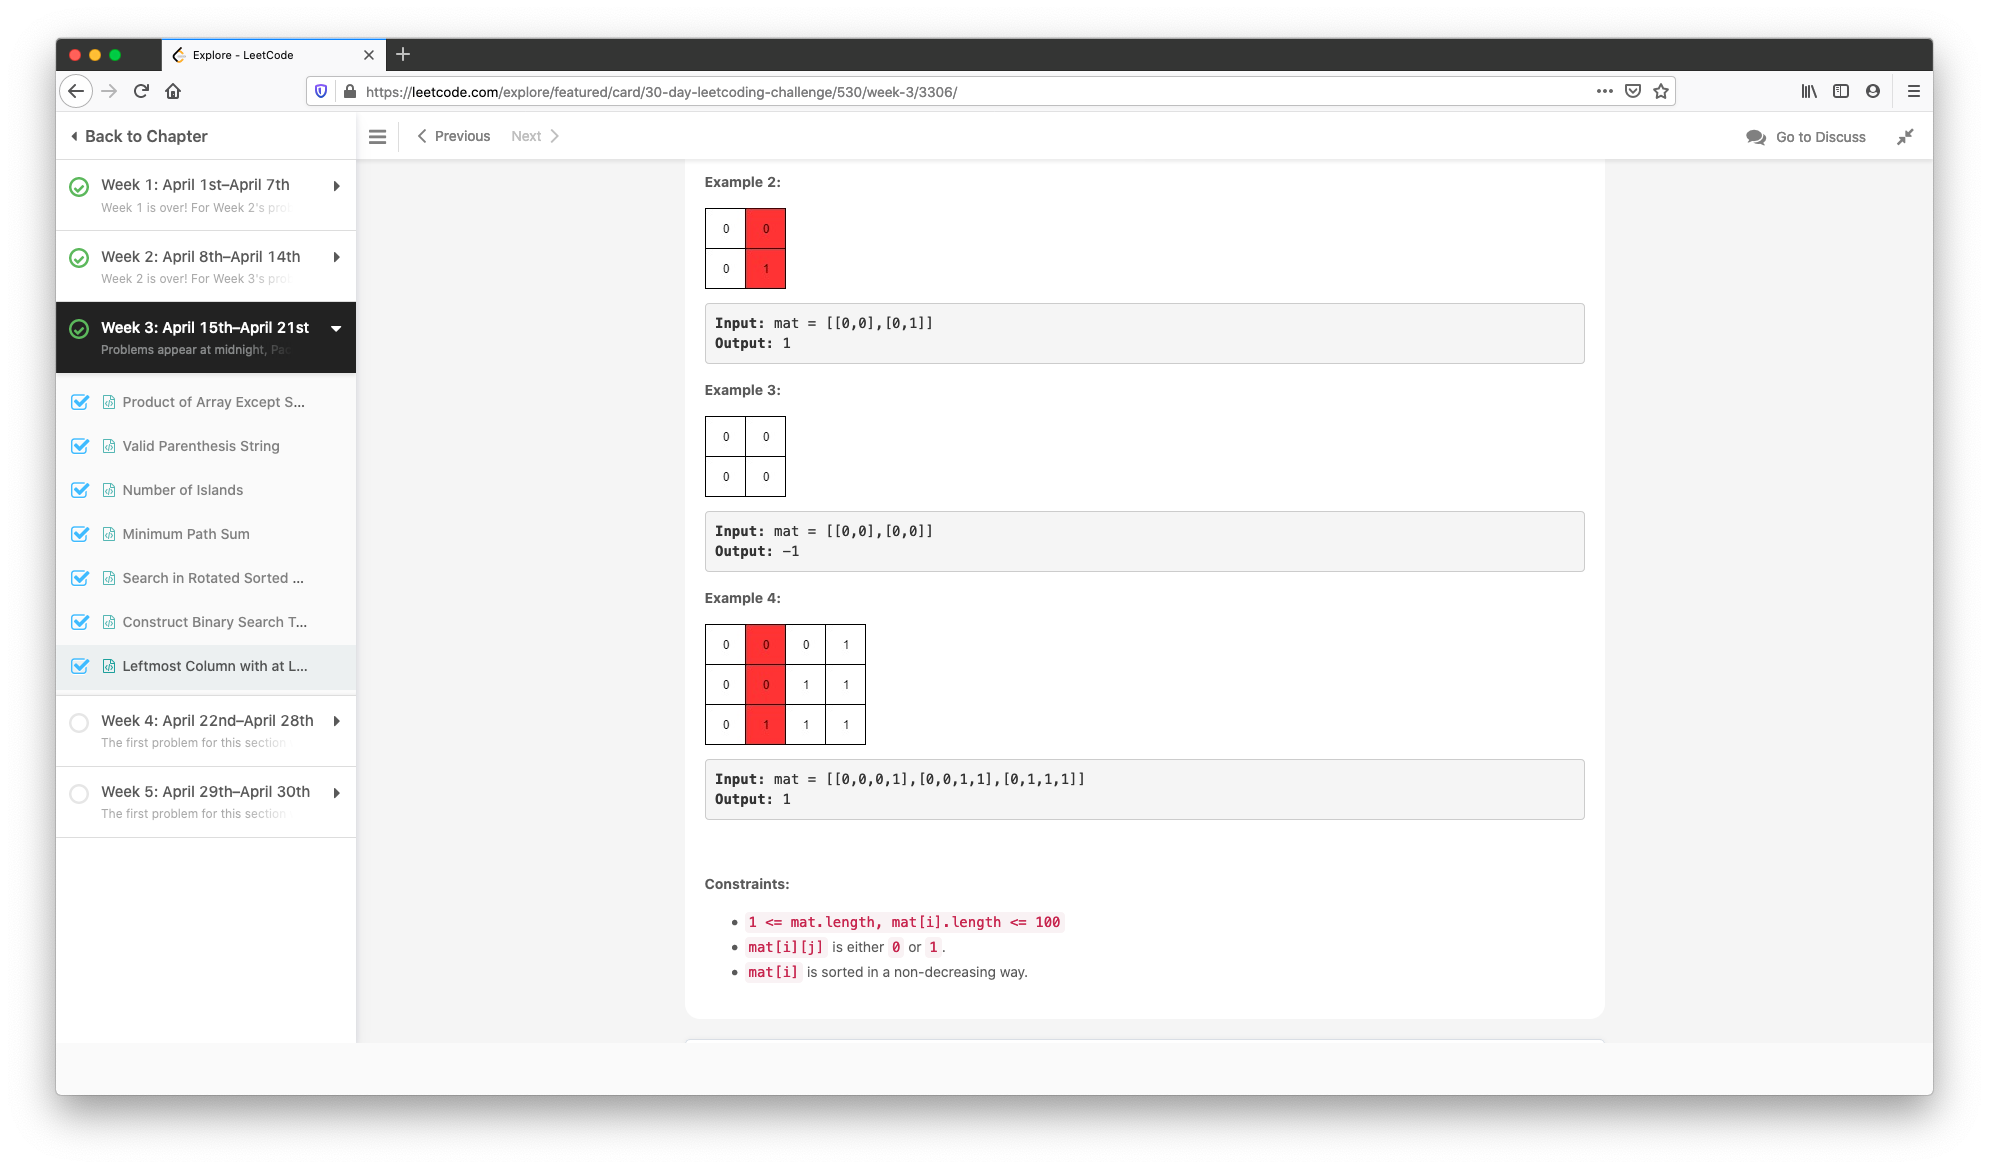 Explore - LeetCode
https://leetcode.com/explore/featured/card/30-day-leetcoding-challenge/530/week-3/3306/
Back to Chapter
Previous Next
Go to Discuss
Week 1: April 1st–April 7th
Week 1 is over! For Week 2's
Week 2: April 8th–April 14th
Week 2 is over! For Week 3's
Week 3: April 15th–April 21st
Problems appear at midnight,
Product of Array Except S...
Valid Parenthesis String
Number of Islands
Minimum Path Sum
Search in Rotated Sorted ...
Construct Binary Search T...
Leftmost Column with at L...
Week 4: April 22nd–April 28th
The first problem for this section
Week 5: April 29th–April 30th
The first problem for this section
Example 2:
0 0
0 1
Input: mat = [[0,0],[0,1]]
Output: 1
Example 3:
0 0
0 0
Input: mat = [[0,0],[0,0]]
Output: -1
Example 4:
0 0 0 1
0 0 1 1
0 1 1 1
Input: mat = [[0,0,0,1],[0,0,1,1],[0,1,1,1]]
Output: 1
Constraints:
1 <= mat.length, mat[i].length <= 100
mat[i][j] is either 0 or 1.
mat[i] is sorted in a non-decreasing way.